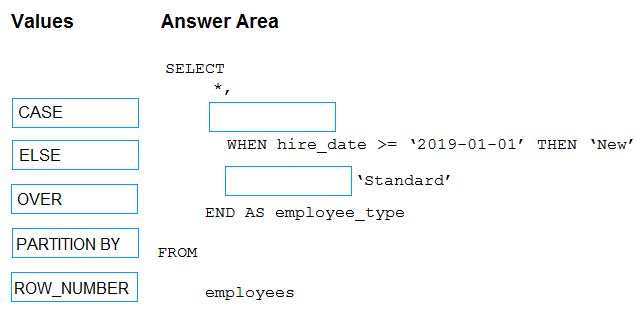 Values
Answer Area
CASE
ELSE
OVER
PARTITION BY
ROW_NUMBER
SELECT
*,
WHEN hire_date >= ‘2019-01-01’ THEN ‘New’
‘Standard’
END AS employee_type
FROM
employees